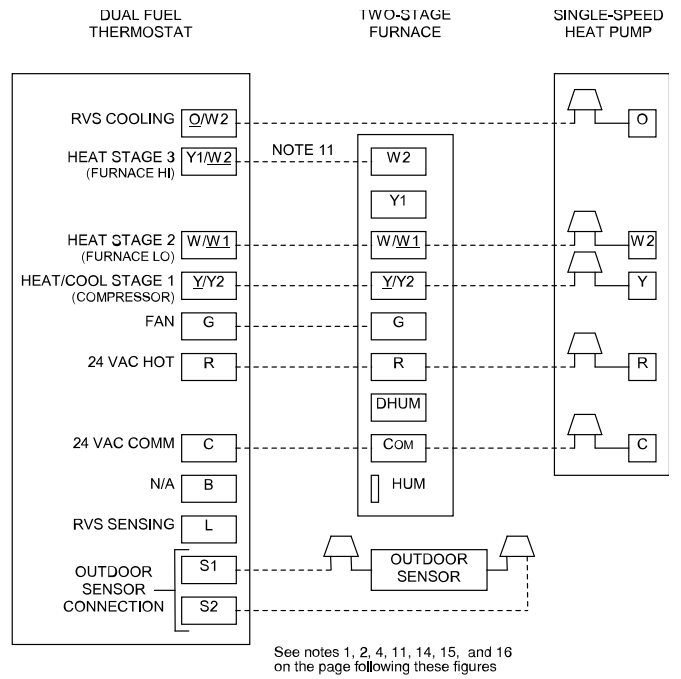 DUAL FUEL
THERMOSTAT
TWO-STAGE
FURNACE
SINGLE-SPEED
HEAT PUMP
RVS COOLING O/W2 O
HEAT STAGE 3 Y1/W2 NOTE 11 W2
(FURNACE HI)
Y1
HEAT STAGE 2 W/W1 W/W1 W2
(FURNACE LO)
HEAT/COOL STAGE 1 Y/Y2 Y/Y2 Y
(COMPRESSOR)
FAN G G
24 VAC HOT R R R
DHUM
24 VAC COMM C COM C
N/A B HUM
RVS SENSING L
OUTDOOR
SENSOR
CONNECTION
S1
S2
OUTDOOR
SENSOR
See notes 1, 2, 4, 11, 14, 15, and 16
on the page following these figures